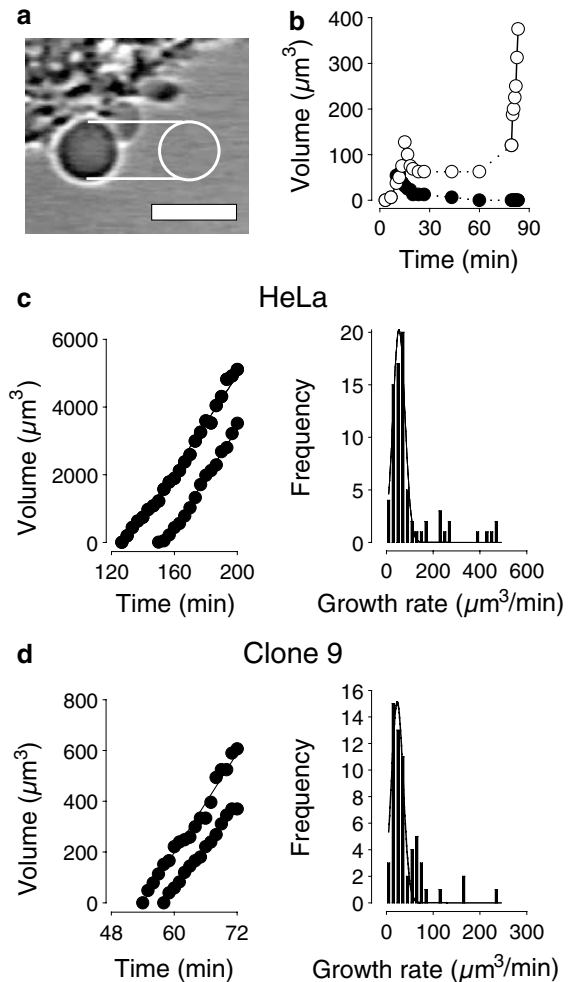 a
b
400
300
200
100
0
Volume (µm³)
0 30 60 90
Time (min)
c
HeLa
6000
4000
2000
0
Volume (µm³)
120 160 200
Time (min)
20
15
10
5
0
Frequency
0 200 400 600
Growth rate (µm³/min)
d
Clone 9
800
600
400
200
0
Volume (µm³)
48 60 72
Time (min)
16
14
12
10
8
6
4
2
0
Frequency
0 100 200 300
Growth rate (µm³/min)